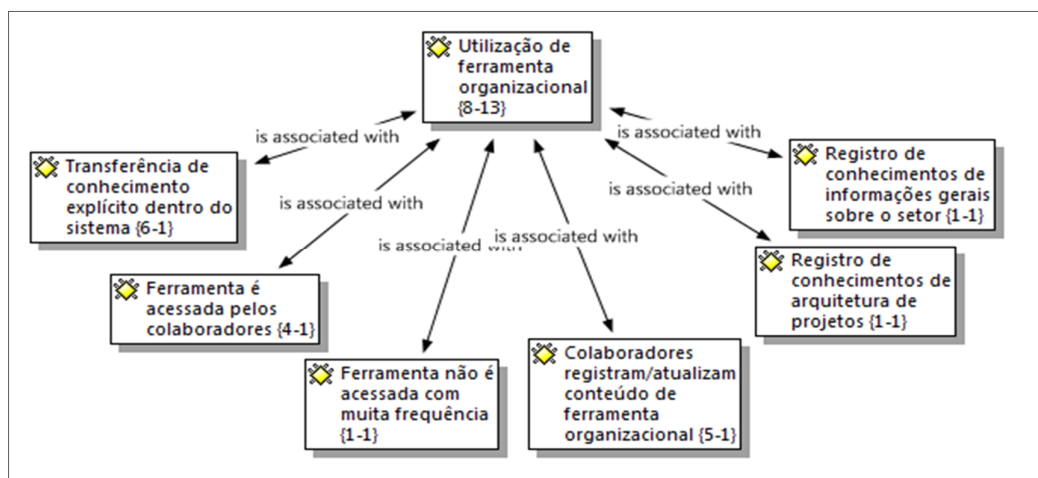 Utilização de
ferramenta
organizacional
{8-13}
is associated with
is associated with
is associated with
is associated with
is associated with
is associated with
Transferência de
conhecimento
explícito dentro do
sistema {6-1}
Registro de
conhecimentos de
informações gerais
sobre o setor {1-1}
Ferramenta é
acessada pelos
colaboradores {4-1}
Registro de
conhecimentos de
arquitetura de
projetos {1-1}
Ferramenta não é
acessada com
muita frequência
{1-1}
Colaboradores
registram/atualizam
conteúdo de
ferramenta
organizacional {5-1}